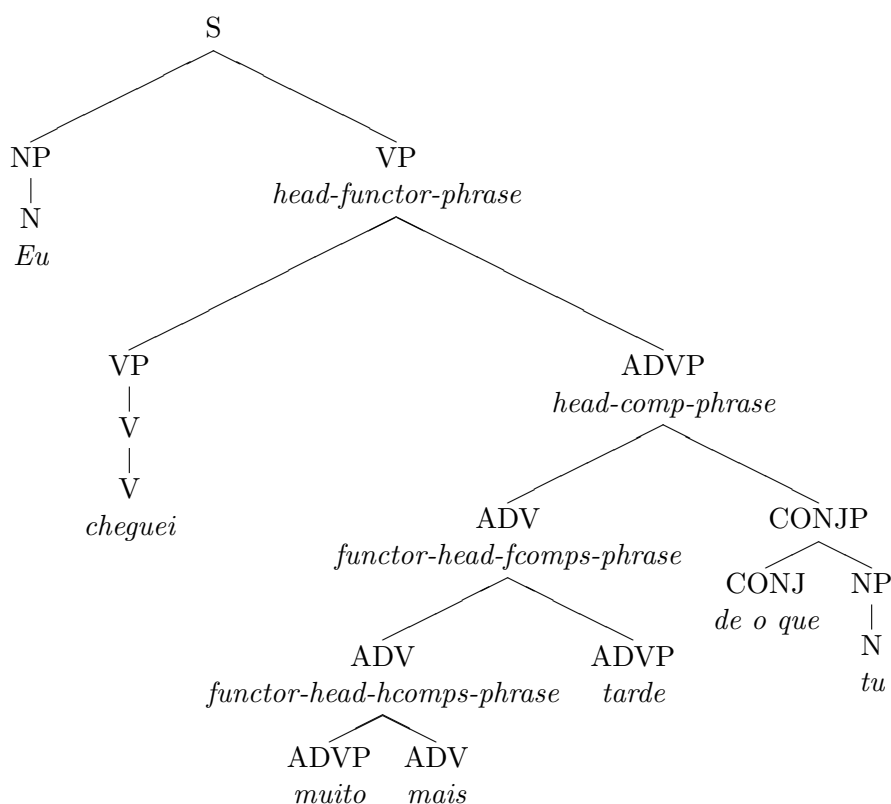 S
NP VP
head-functor-phrase
N
Eu
VP ADVP
head-comp-phrase
V
V
cheguei
ADV CONJP
functor-head-fcomps-phrase
CONJ NP
de o que
N
tu
ADV ADVP
functor-head-hcomps-phrase tarde
ADVP ADV
muito mais